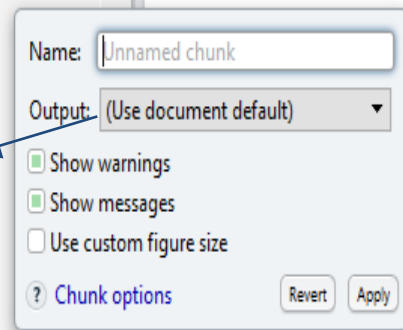 Name: Unnamed chunk
Output: (Use document default)
Show warnings
Show messages
Use custom figure size
? Chunk options Revert Apply